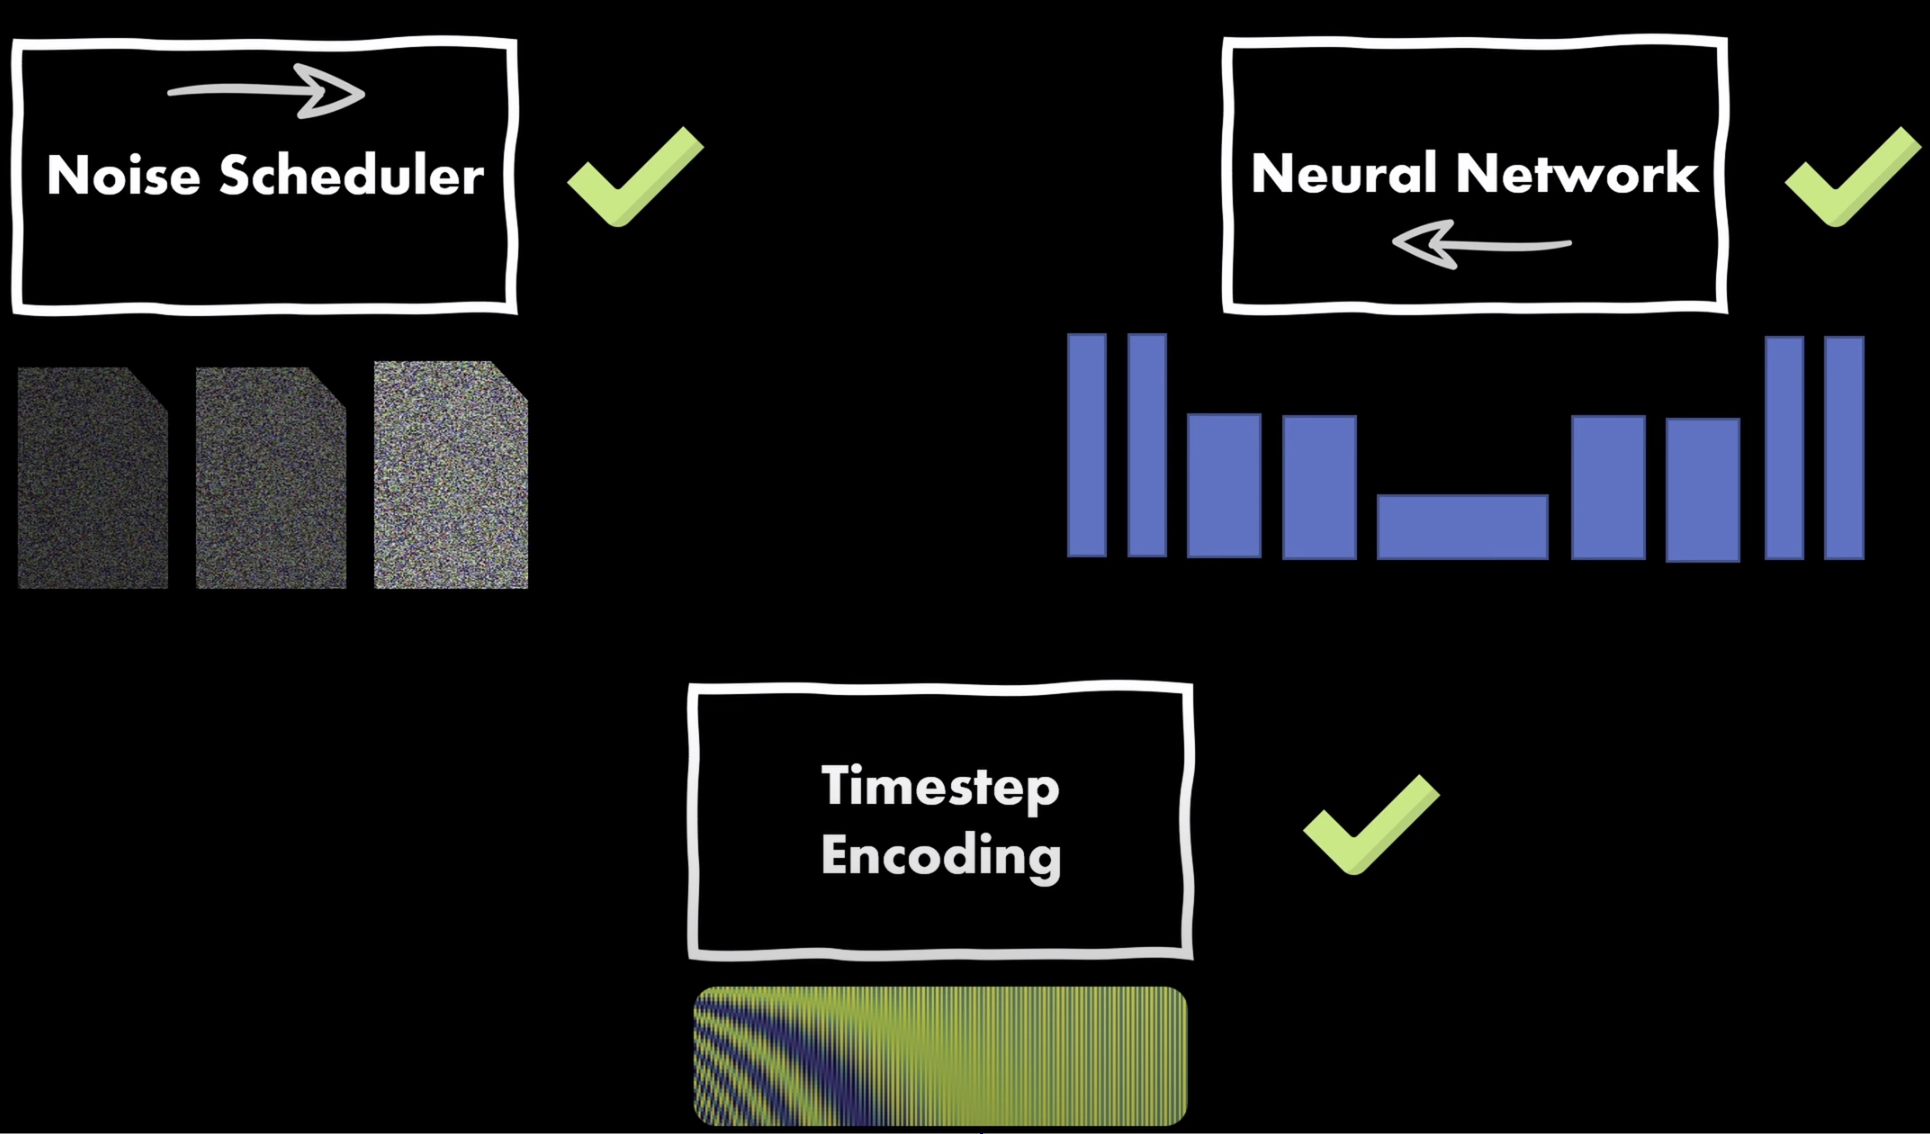 Noise Scheduler
Neural Network
Timestep
Encoding